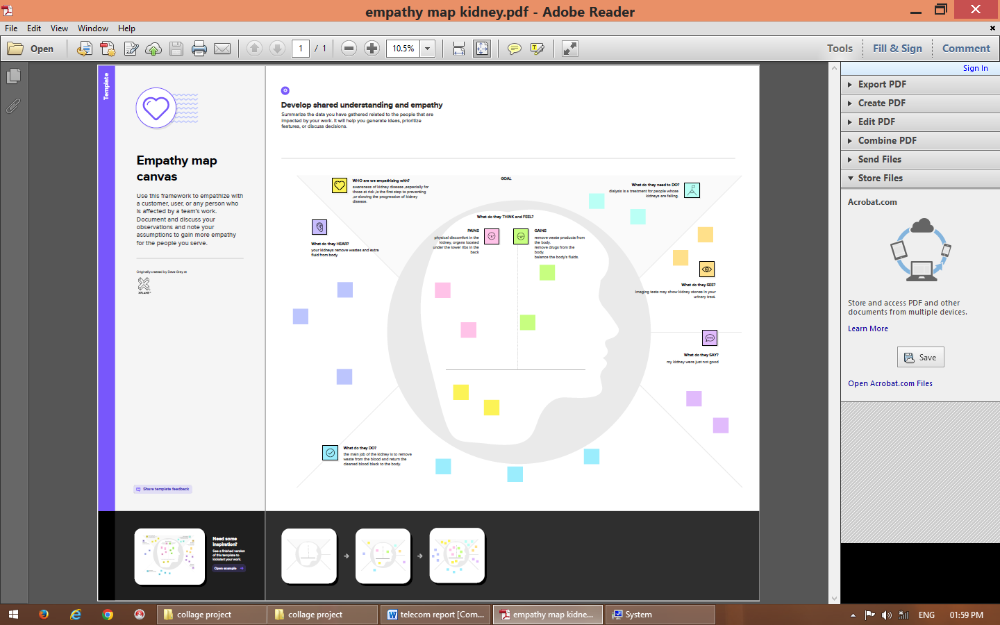 empathy map kidney.pdf - Adobe Reader
File Edit View Window Help
Open
1 / 1
10.5%
Tools
Fill & Sign
Comment
Sign In
Export PDF
Create PDF
Edit PDF
Combine PDF
Send Files
Store Files
Acrobat.com
Store and access PDF and other
documents from multiple devices.
Learn More
Save
Open Acrobat.com Files
Template
Empathy map
canvas
Use this framework to empathize with
a customer, user, or any person who
is affected by a team's work.
Document and discuss your
observations and note your
assumptions to gain more empathy
for the people you serve.
Originally created by Dave Gray at
XPLANE
Share template feedback
Develop shared understanding and empathy
Summarize the data you have gathered related to the people that are
impacted by your work. It will help you generate ideas, prioritize
features, or discuss decisions.
WHO are we empathizing with?
awareness of kidney disease ,especially for
those at risk ,is the first step to preventing
,or slowing the progression of kidney
disease.
GOAL
What do they need to DO?
dialysis is a treatment for people whose
kidneys are failing.
What do they HEAR?
your kidneys remove wastes and extra
fluid from body
What do they THINK and FEEL?
PAINS
physical discomfort in the
kidney, organs located
under the lower ribs in the
back
GAINS
remove waste products from
the body.
remove drugs from the
body
balance the body's fluids.
What do they SEE?
imaging tests may show kidney stones in your
urinary tract.
What do they SAY?
my kidney were just not good
What do they DO?
the main job of the kidney is to remove
waste from the blood and return the
cleaned blood black to the body.
Need some
inspiration?
See a finished version
of this template to
kickstart your work.
Open example
collage project
collage project
telecom report [Com...
empathy map kidne...
System
ENG
01:59 PM